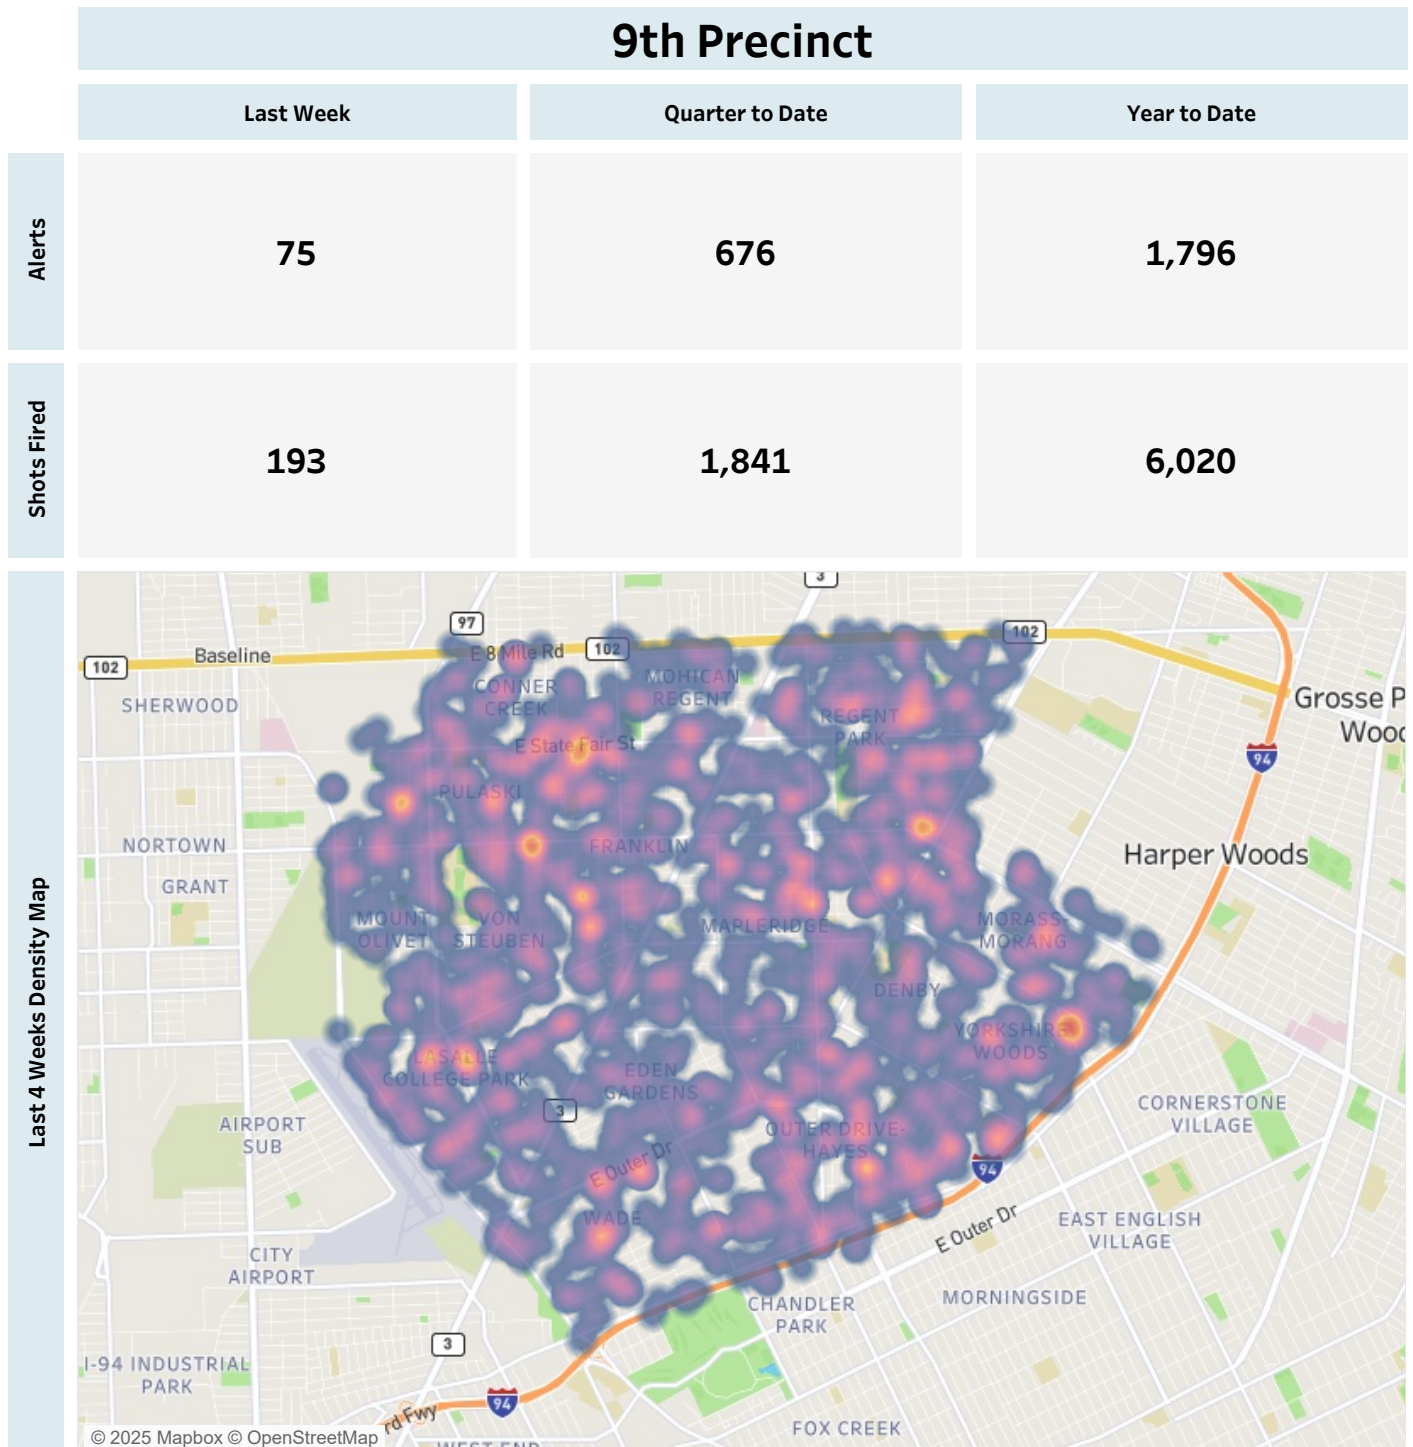 9th Precinct
Last Week
Quarter to Date
Year to Date
Alerts
75
676
1,796
Shots Fired
193
1,841
6,020
Last 4 Weeks Density Map
3
97
102
E 8 Mile Rd
102
102
Baseline
MOHICAN
REGENT
CONNER
CREEK
SHERWOOD
Grosse P
Wood
REGENT
PARK
E State Fair St
94
PULASKI
NORTOWN
FRANKLIN
Harper Woods
GRANT
MOUNT
OLIVET
VON
STEUBEN
MAPLERIDGE
MORASS-
MORANG
DENBY
YORKSHIRE
WOODS
LASALLE
COLLEGE PARK
EDEN
GARDENS
3
CORNERSTONE
VILLAGE
AIRPORT
SUB
OUTER DRIVE-
HAYES
E Outer Dr
94
WADE
E Outer Dr
EAST ENGLISH
VILLAGE
CITY
AIRPORT
CHANDLER
PARK
MORNINGSIDE
3
I-94 INDUSTRIAL
PARK
94
rd Fwy
FOX CREEK
WEST END
© 2025 Mapbox © OpenStreetMap